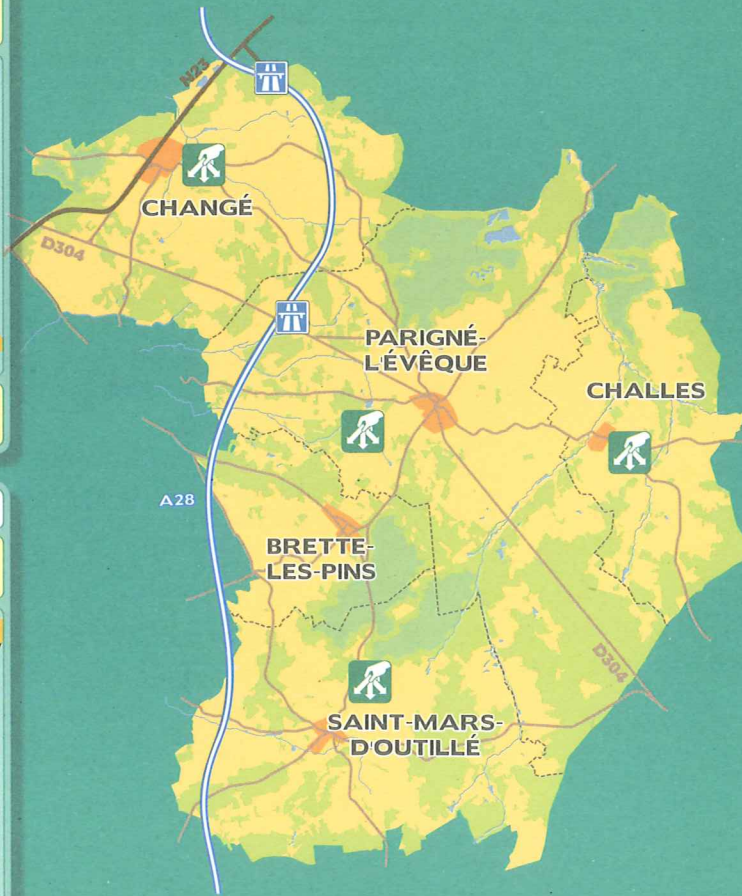 N23
CHANGÉ
D304
PARIGNÉ-
L'ÉVÊQUE
CHALLES
A28
BRETTE-
LES-PINS
D304
SAINT-MARS-
D'OUTILLÉ